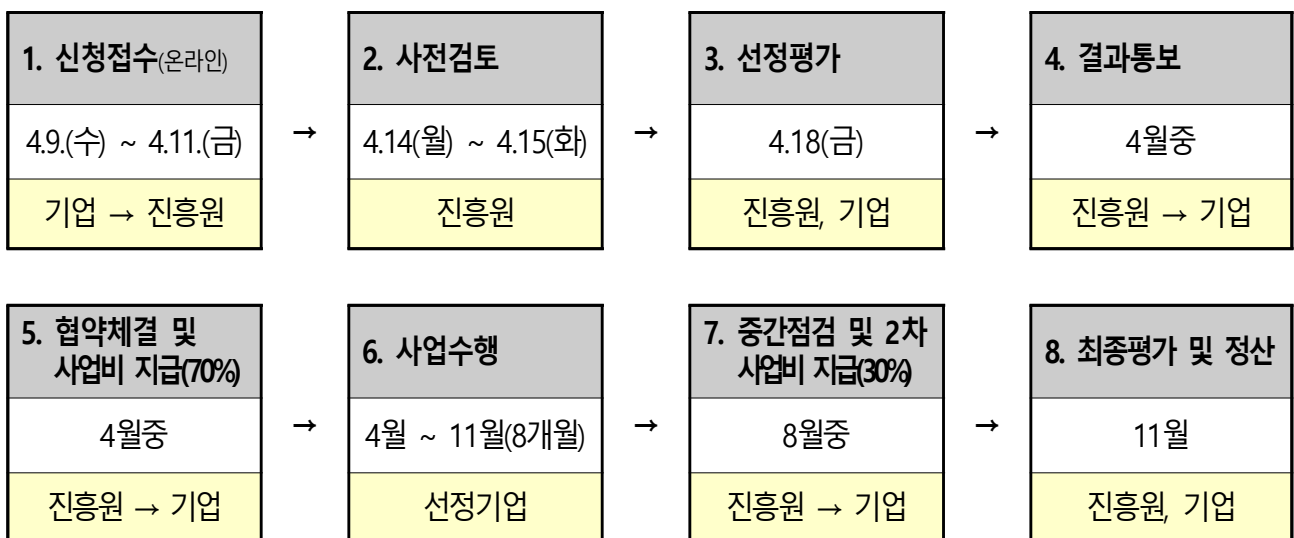 1. 신청접수(온라인)
4.9.(수) ~ 4.11.(금)
기업 → 진흥원
→
2. 사전검토
4.14(월) ~ 4.15(화)
진흥원
→
3. 선정평가
4.18(금)
진흥원, 기업
→
4. 결과통보
4월중
진흥원 → 기업
5. 협약체결 및
사업비 지급(70%)
4월중
진흥원 → 기업
→
6. 사업수행
4월 ~ 11월(8개월)
선정기업
→
7. 중간점검 및 2차
사업비 지급(30%)
8월중
진흥원 → 기업
→
8. 최종평가 및 정산
11월
진흥원, 기업